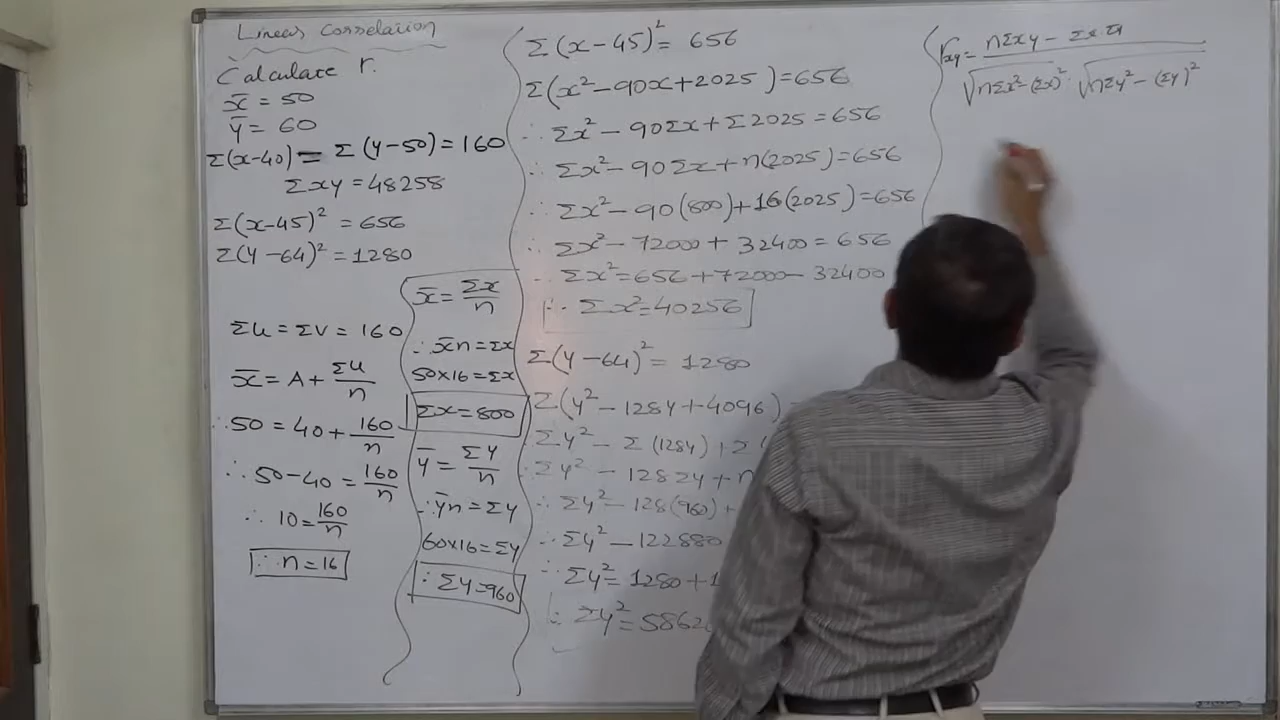 Linear Correlation
Calculate r.
x̄ = 50
ȳ = 60
Σ(x-40) = Σ(y-50) = 160
Σxy = 48258
Σ(x-45)² = 656
Σ(y-64)² = 1280
Σu = Σv = 160
x̄ = A + Σu/n
∴ 50 = 40 + 160/n
∴ 50-40 = 160/n
∴ 10 = 160/n
∴ n = 16
x̄ = Σx/n
∴ x̄n = Σx
50×16 = Σx
Σx = 800
ȳ = Σy/n
∴ ȳn = Σy
60×16 = Σy
∴ Σy = 960
Σ(x-45)² = 656
Σ(x²-90x+2025) = 656
∴ Σx² - 90Σx + Σ2025 = 656
∴ Σx² - 90Σx + n(2025) = 656
∴ Σx² - 90(800) + 16(2025) = 656
∴ Σx² - 72000 + 32400 = 656
∴ Σx² = 656 + 72000 - 32400
∴ Σx² = 40256
Σ(y-64)² = 1280
Σ(y² - 128y + 4096) =
Σy² - Σ(128y) + Σ
∴ Σy² - 128Σy + n
∴ Σy² - 128(960) +
∴ Σy² - 122880
∴ Σy² = 1280 + 1
∴ Σy² = 5862
rxy = nΣxy - Σx·Σy
√nΣx² - (Σx)² · √nΣy² - (Σy)²